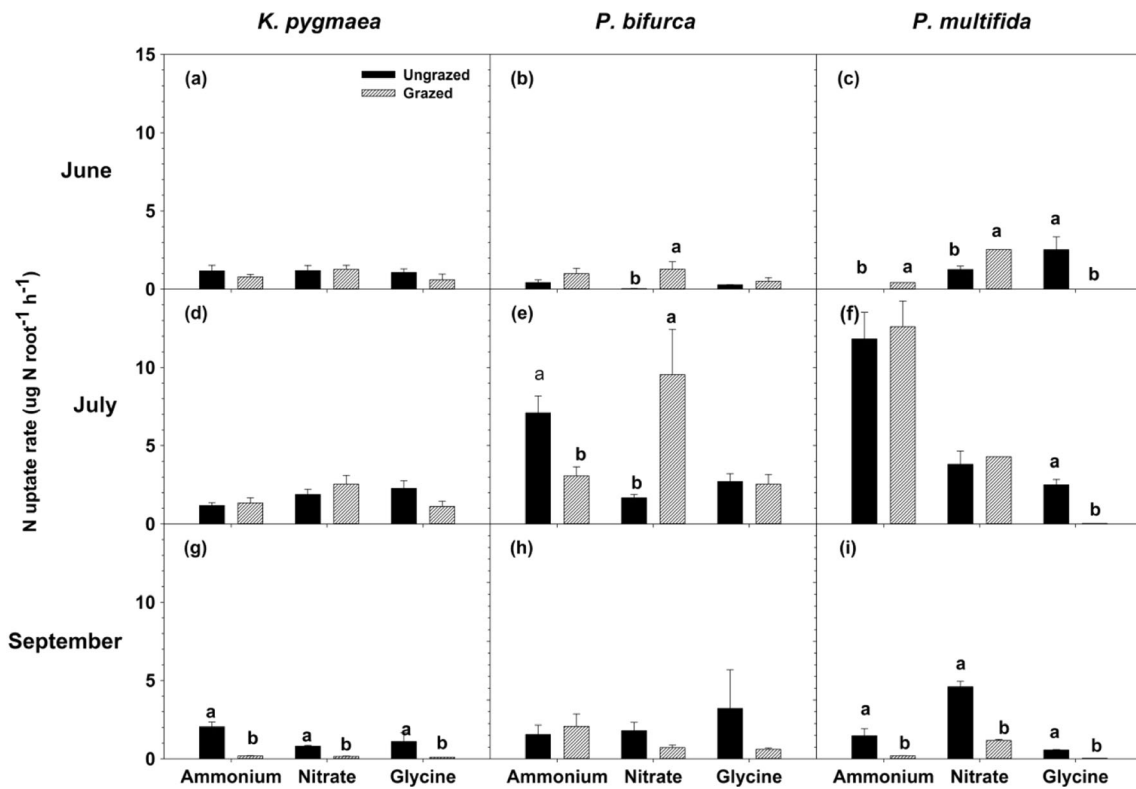 K. pygmaea P. bifurca P. multifida
15 (a) Ungrazed (b) (c)
Grazed
10
June
5
a a a
b b b a b
0
(d) (e) (f)
a
10
a
July
5
b b a
b
0
(g) (h) (i)
10
September
5 a
a a a b
b a b b a b
0
Ammonium Nitrate Glycine Ammonium Nitrate Glycine Ammonium Nitrate Glycine
N uptate rate (ug N root-1 h-1)